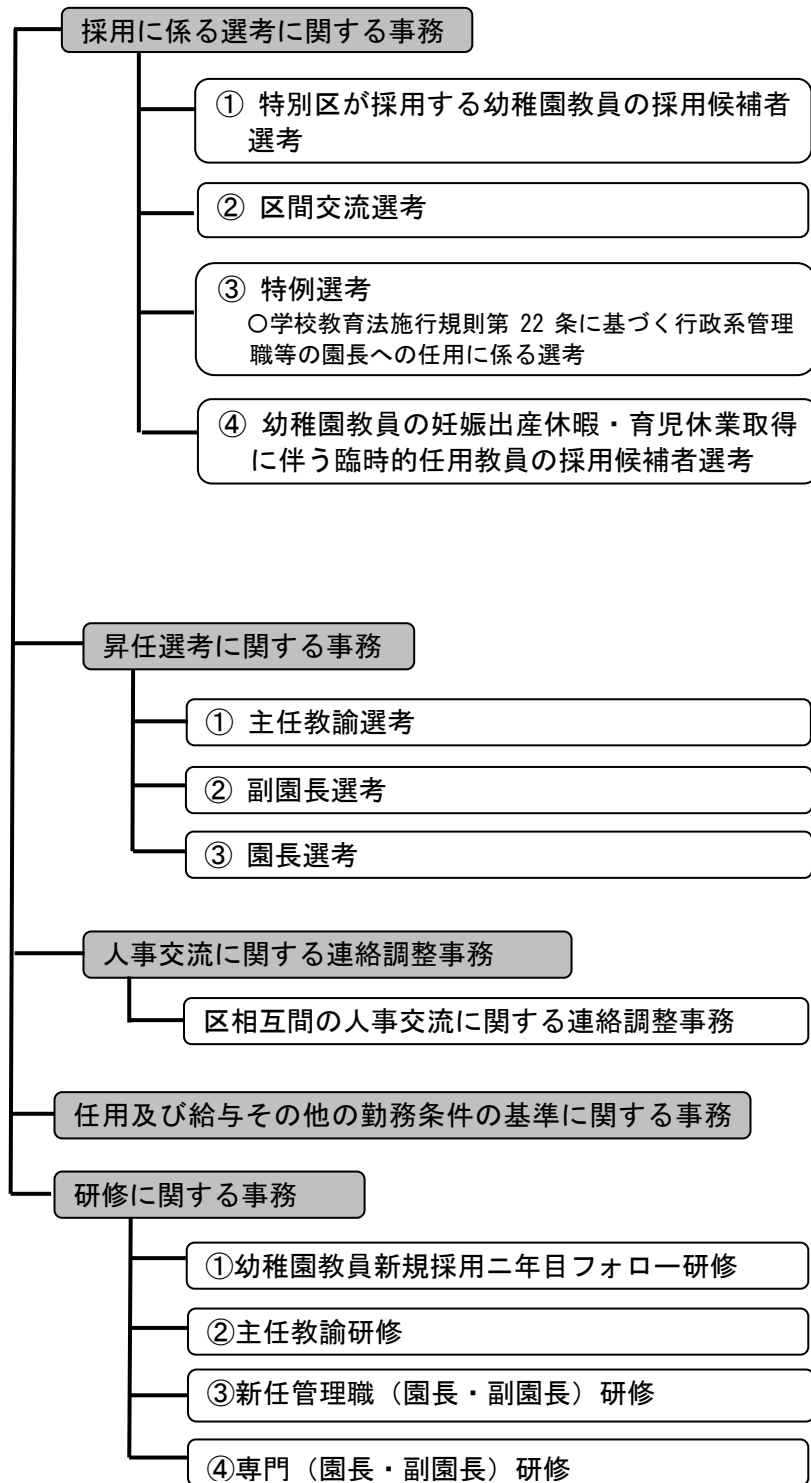 採用に係る選考に関する事務
① 特別区が採用する幼稚園教員の採用候補者
選考
② 区間交流選考
③ 特例選考
○学校教育法施行規則第 22 条に基づく行政系管理
職等の園長への任用に係る選考
④ 幼稚園教員の妊娠出産休暇・育児休業取得
に伴う臨時的任用教員の採用候補者選考
昇任選考に関する事務
① 主任教諭選考
② 副園長選考
③ 園長選考
人事交流に関する連絡調整事務
区相互間の人事交流に関する連絡調整事務
任用及び給与その他の勤務条件の基準に関する事務
研修に関する事務
①幼稚園教員新規採用二年目フォロー研修
②主任教諭研修
③新任管理職（園長・副園長）研修
④専門（園長・副園長）研修